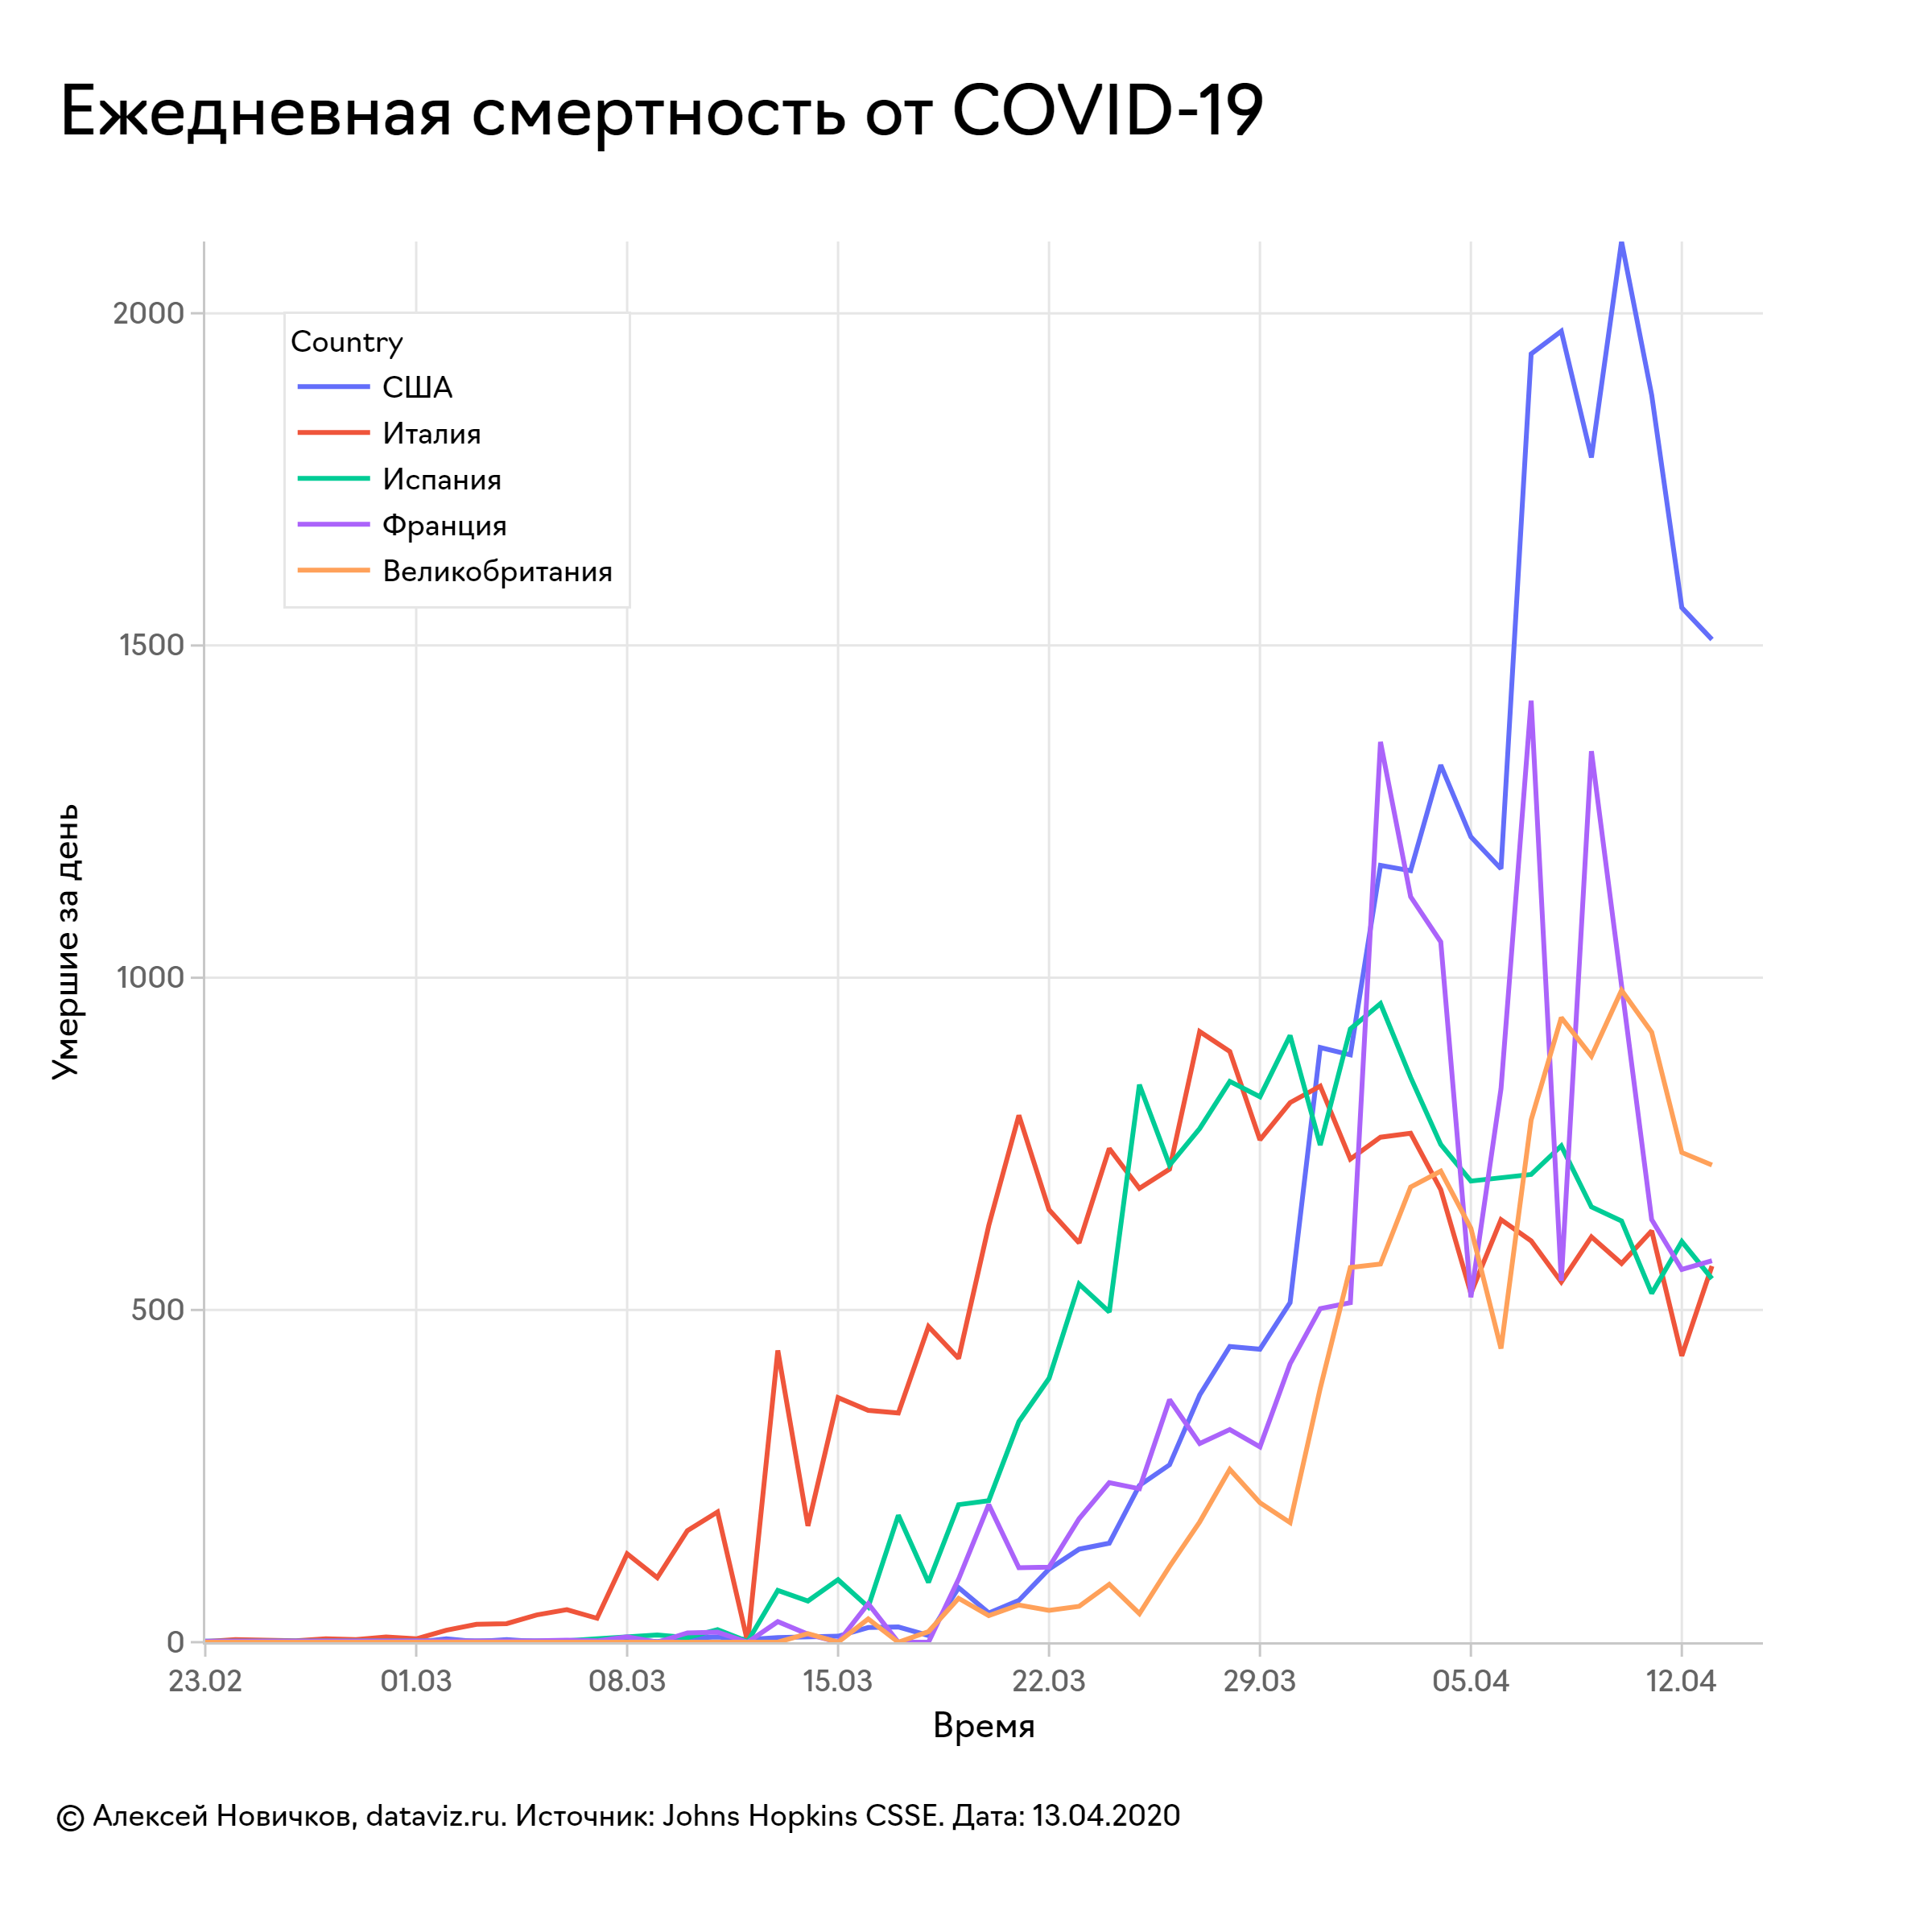 Ежедневная смертность от COVID-19
2000
1500
1000
500
0
Умершие за день
Country
США
Италия
Испания
Франция
Великобритания
23.02 01.03 08.03 15.03 22.03 29.03 05.04 12.04
Время
© Алексей Новичков, dataviz.ru. Источник: Johns Hopkins CSSE. Дата: 13.04.2020